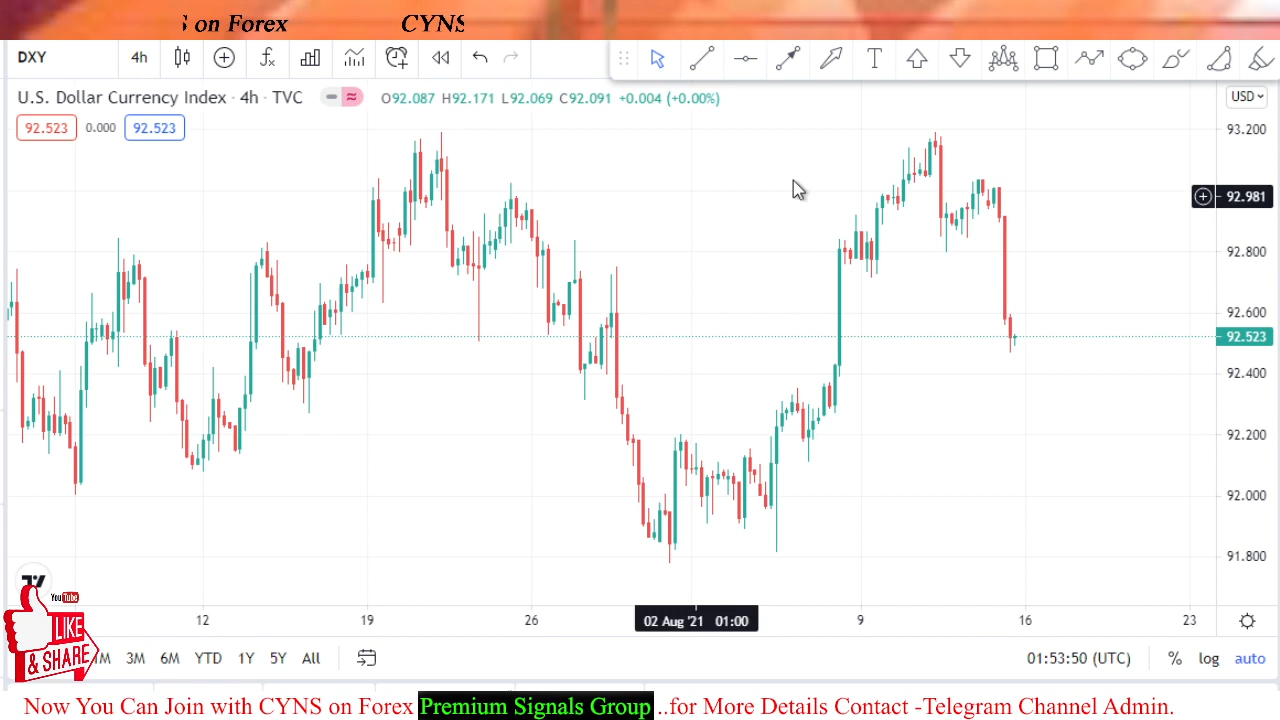 on Forex CYNS
DXY 4h
U.S. Dollar Currency Index · 4h · TVC O92.087 H92.171 L92.069 C92.091 +0.004 (+0.00%) USD
92.523 0.000 92.523
93.200
92.981
92.800
92.600
92.523
92.400
92.200
92.000
91.800
YouTube
LIKE
& SHARE
12 19 26 02 Aug '21 01:00 9 16 23
3M 6M YTD 1Y 5Y All 01:53:50 (UTC) % log auto
Now You Can Join with CYNS on Forex Premium Signals Group ..for More Details Contact -Telegram Channel Admin.